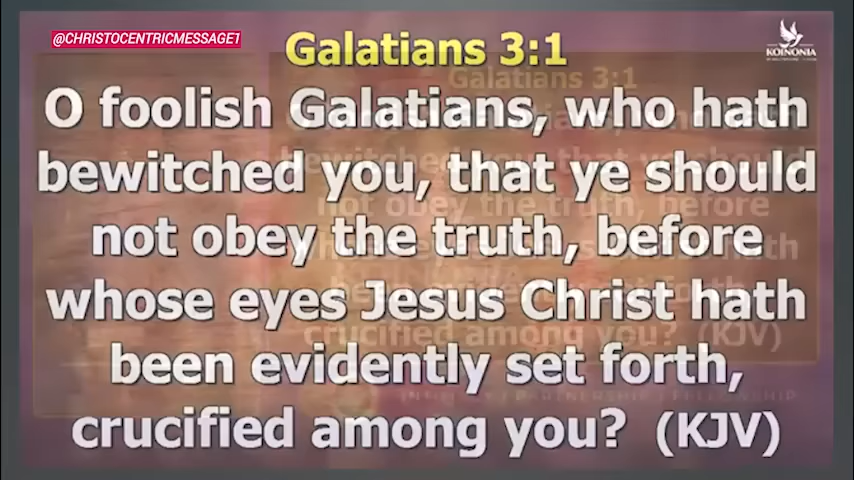 @CHRISTOCENTRICMESSAGET
Galatians 3:1
KOINONIA
O foolish Galatians, who hath
bewitched you, that ye should
not obey the truth, before
whose eyes Jesus Christ hath
been evidently set forth,
crucified among you? (KJV)